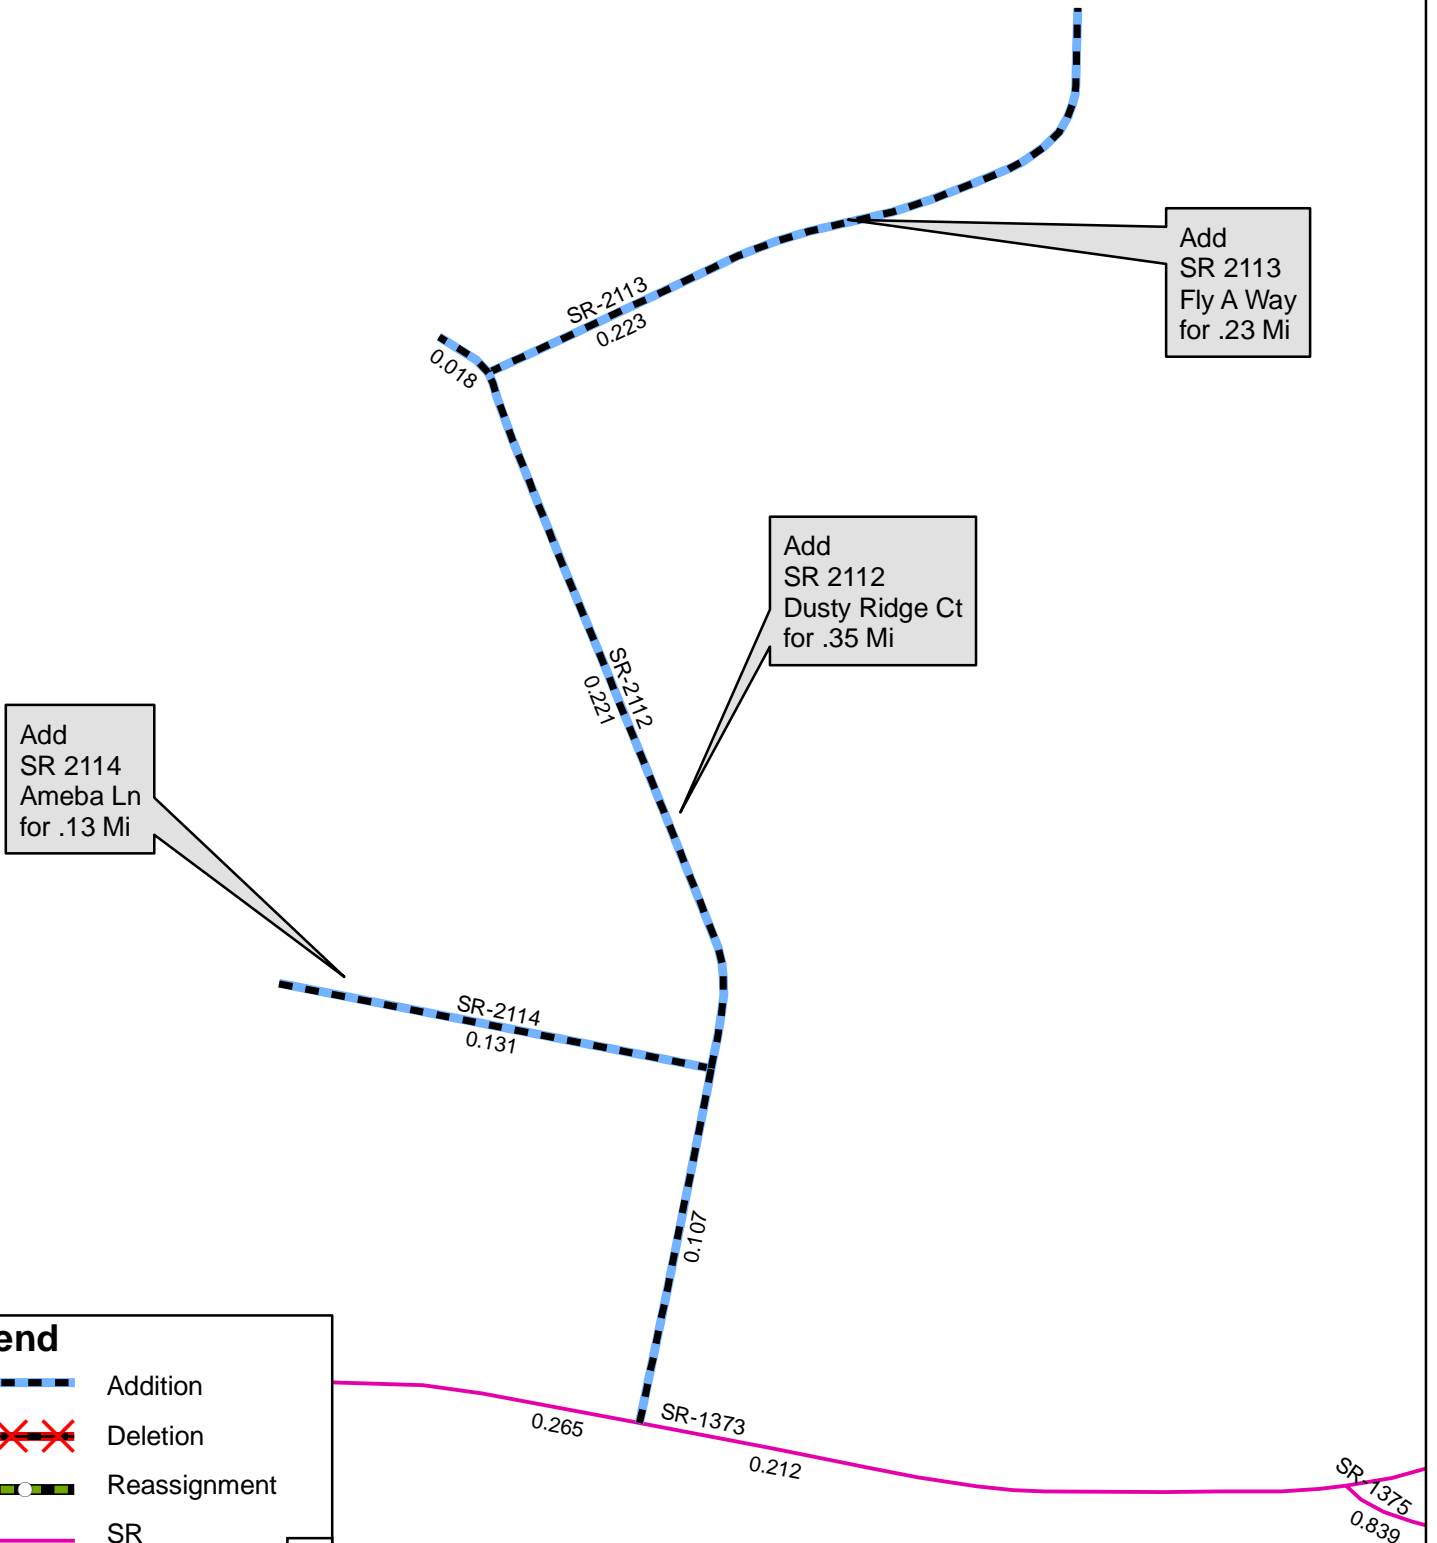 Add
SR 2113
Fly A Way
for .23 Mi
SR-2113
0.223
0.018
Add
SR 2112
Dusty Ridge Ct
for .35 Mi
SR-2112
0.221
Add
SR 2114
Ameba Ln
for .13 Mi
SR-2114
0.131
0.107
end
Addition
Deletion
Reassignment
SR
0.265
SR-1373
0.212
SR-1375
0.839